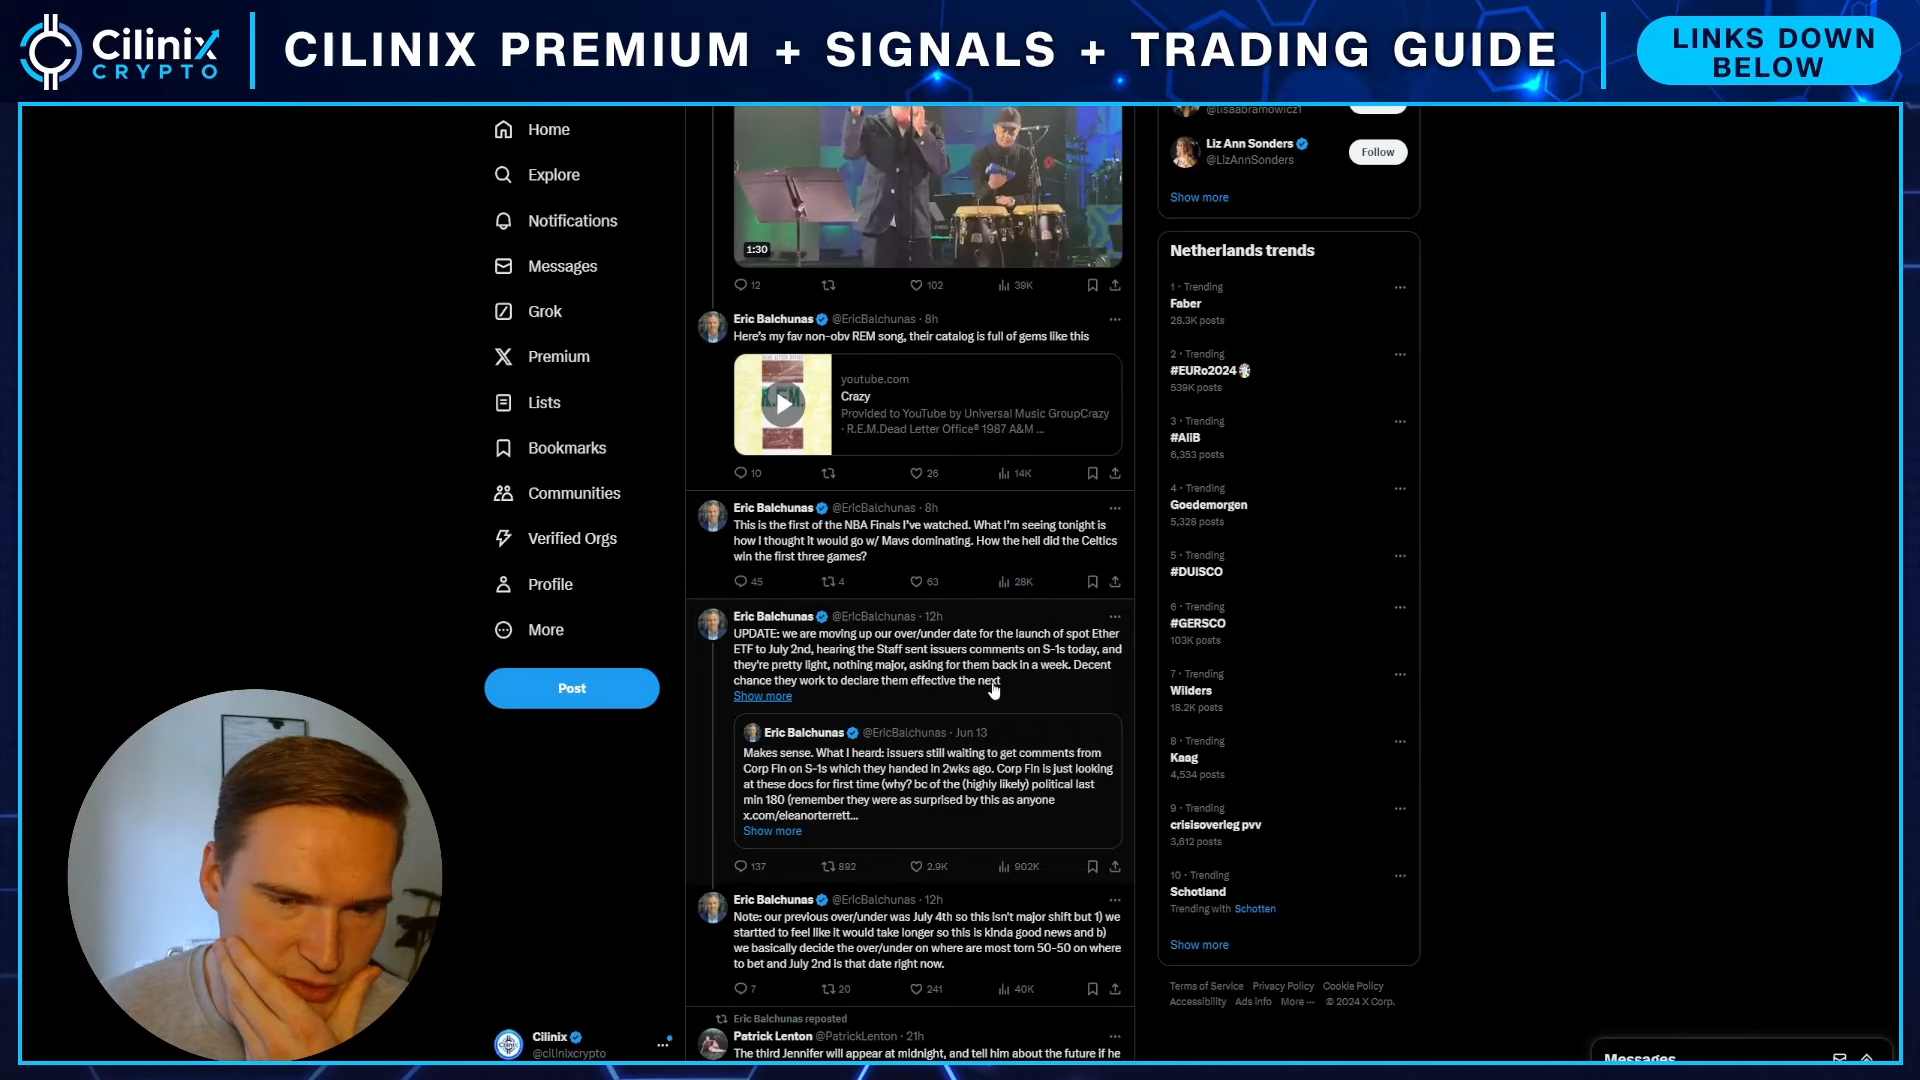 Cilinix
CRYPTO
CILINIX PREMIUM + SIGNALS + TRADING GUIDE
LINKS DOWN
BELOW
Home
Explore
Notifications
Messages
Grok
Premium
Lists
Bookmarks
Communities
Verified Orgs
Profile
More
Post
Cilinix
@cilinixcrypto
1:30
12
102
39K
Eric Balchunas @EricBalchunas · 8h
Here's my fav non-obv REM song, their catalog is full of gems like this
R.E.M.
youtube.com
Crazy
Provided to YouTube by Universal Music GroupCrazy
· R.E.M.Dead Letter Office℗ 1987 A&M ...
10
26
14K
Eric Balchunas @EricBalchunas · 8h
This is the first of the NBA Finals I've watched. What I'm seeing tonight is
how I thought it would go w/ Mavs dominating. How the hell did the Celtics
win the first three games?
45
4
63
28K
Eric Balchunas @EricBalchunas · 12h
UPDATE: we are moving up our over/under date for the launch of spot Ether
ETF to July 2nd, hearing the Staff sent issuers comments on S-1s today, and
they're pretty light, nothing major, asking for them back in a week. Decent
chance they work to declare them effective the next
Show more
Eric Balchunas @EricBalchunas · Jun 13
Makes sense. What I heard: issuers still waiting to get comments from
Corp Fin on S-1s which they handed in 2wks ago. Corp Fin is just looking
at these docs for first time (why? bc of the (highly likely) political last
min 180 (remember they were as surprised by this as anyone
x.com/eleanorterrett...
Show more
137
892
2.9K
902K
Eric Balchunas @EricBalchunas · 12h
Note: our previous over/under was July 4th so this isn't major shift but 1) we
startted to feel like it would take longer so this is kinda good news and b)
we basically decide the over/under on where are most torn 50-50 on where
to bet and July 2nd is that date right now.
7
20
241
40K
Eric Balchunas reposted
Patrick Lenton @PatrickLenton · 21h
The third Jennifer will appear at midnight, and tell him about the future if he
@lisaabramowicz1
Liz Ann Sonders
@LizAnnSonders
Follow
Show more
Netherlands trends
1 · Trending
Faber
28.3K posts
2 · Trending
#EURo2024
539K posts
3 · Trending
#AliB
6,353 posts
4 · Trending
Goedemorgen
5,328 posts
5 · Trending
#DUISCO
6 · Trending
#GERSCO
103K posts
7 · Trending
Wilders
18.2K posts
8 · Trending
Kaag
4,534 posts
9 · Trending
crisisoverleg pvv
3,612 posts
10 · Trending
Schotland
Trending with Schotten
Show more
Terms of Service Privacy Policy Cookie Policy
Accessibility Ads info More ··· © 2024 X Corp.
Messages